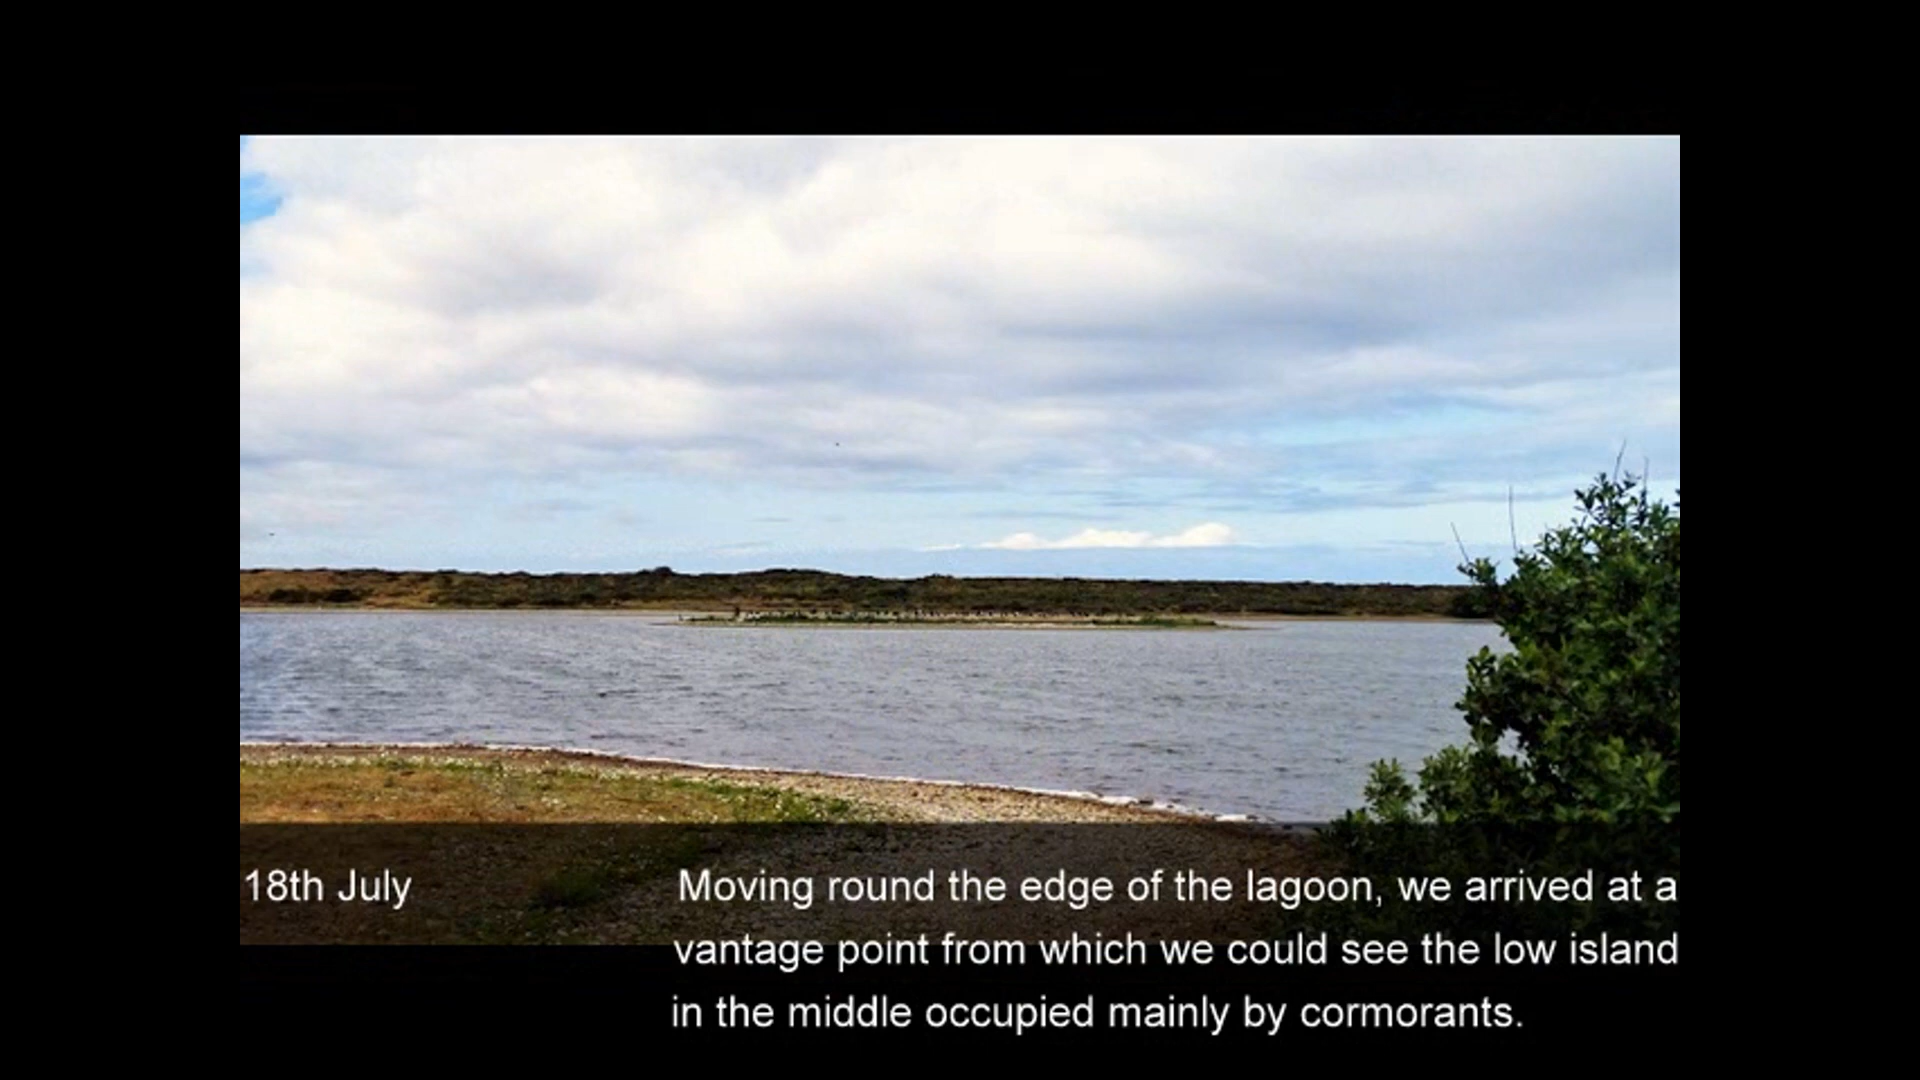 18th July
Moving round the edge of the lagoon, we arrived at a
vantage point from which we could see the low island
in the middle occupied mainly by cormorants.